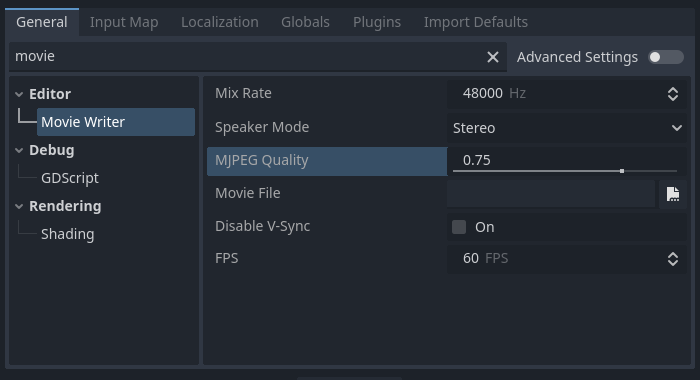 General Input Map Localization Globals Plugins Import Defaults
movie Advanced Settings
Editor
Movie Writer
Debug
GDScript
Rendering
Shading
Mix Rate 48000 Hz
Speaker Mode Stereo
MJPEG Quality 0.75
Movie File
Disable V-Sync On
FPS 60 FPS